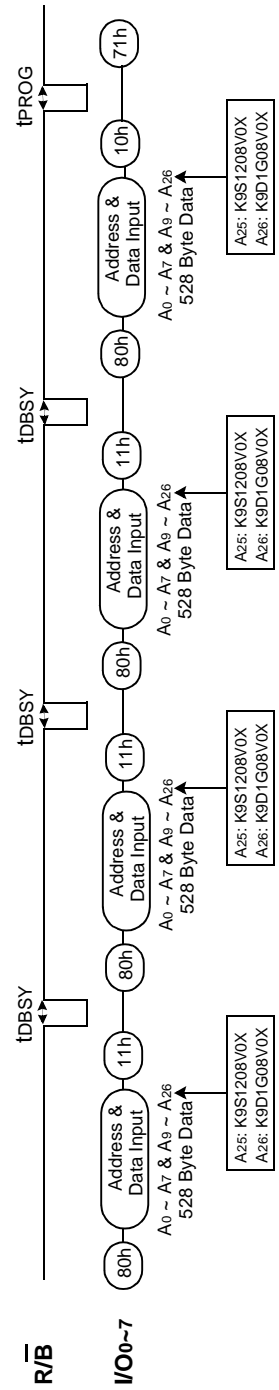 R/B
tDBSY
tDBSY
tDBSY
tPROG
I/O0~7
80h
Address &
Data Input
11h
80h
Address &
Data Input
11h
80h
Address &
Data Input
11h
80h
Address &
Data Input
10h
71h
A0 ~ A7 & A9 ~ A26
528 Byte Data
A0 ~ A7 & A9 ~ A26
528 Byte Data
A0 ~ A7 & A9 ~ A26
528 Byte Data
A0 ~ A7 & A9 ~ A26
528 Byte Data
A25: K9S1208V0X
A26: K9D1G08V0X
A25: K9S1208V0X
A26: K9D1G08V0X
A25: K9S1208V0X
A26: K9D1G08V0X
A25: K9S1208V0X
A26: K9D1G08V0X